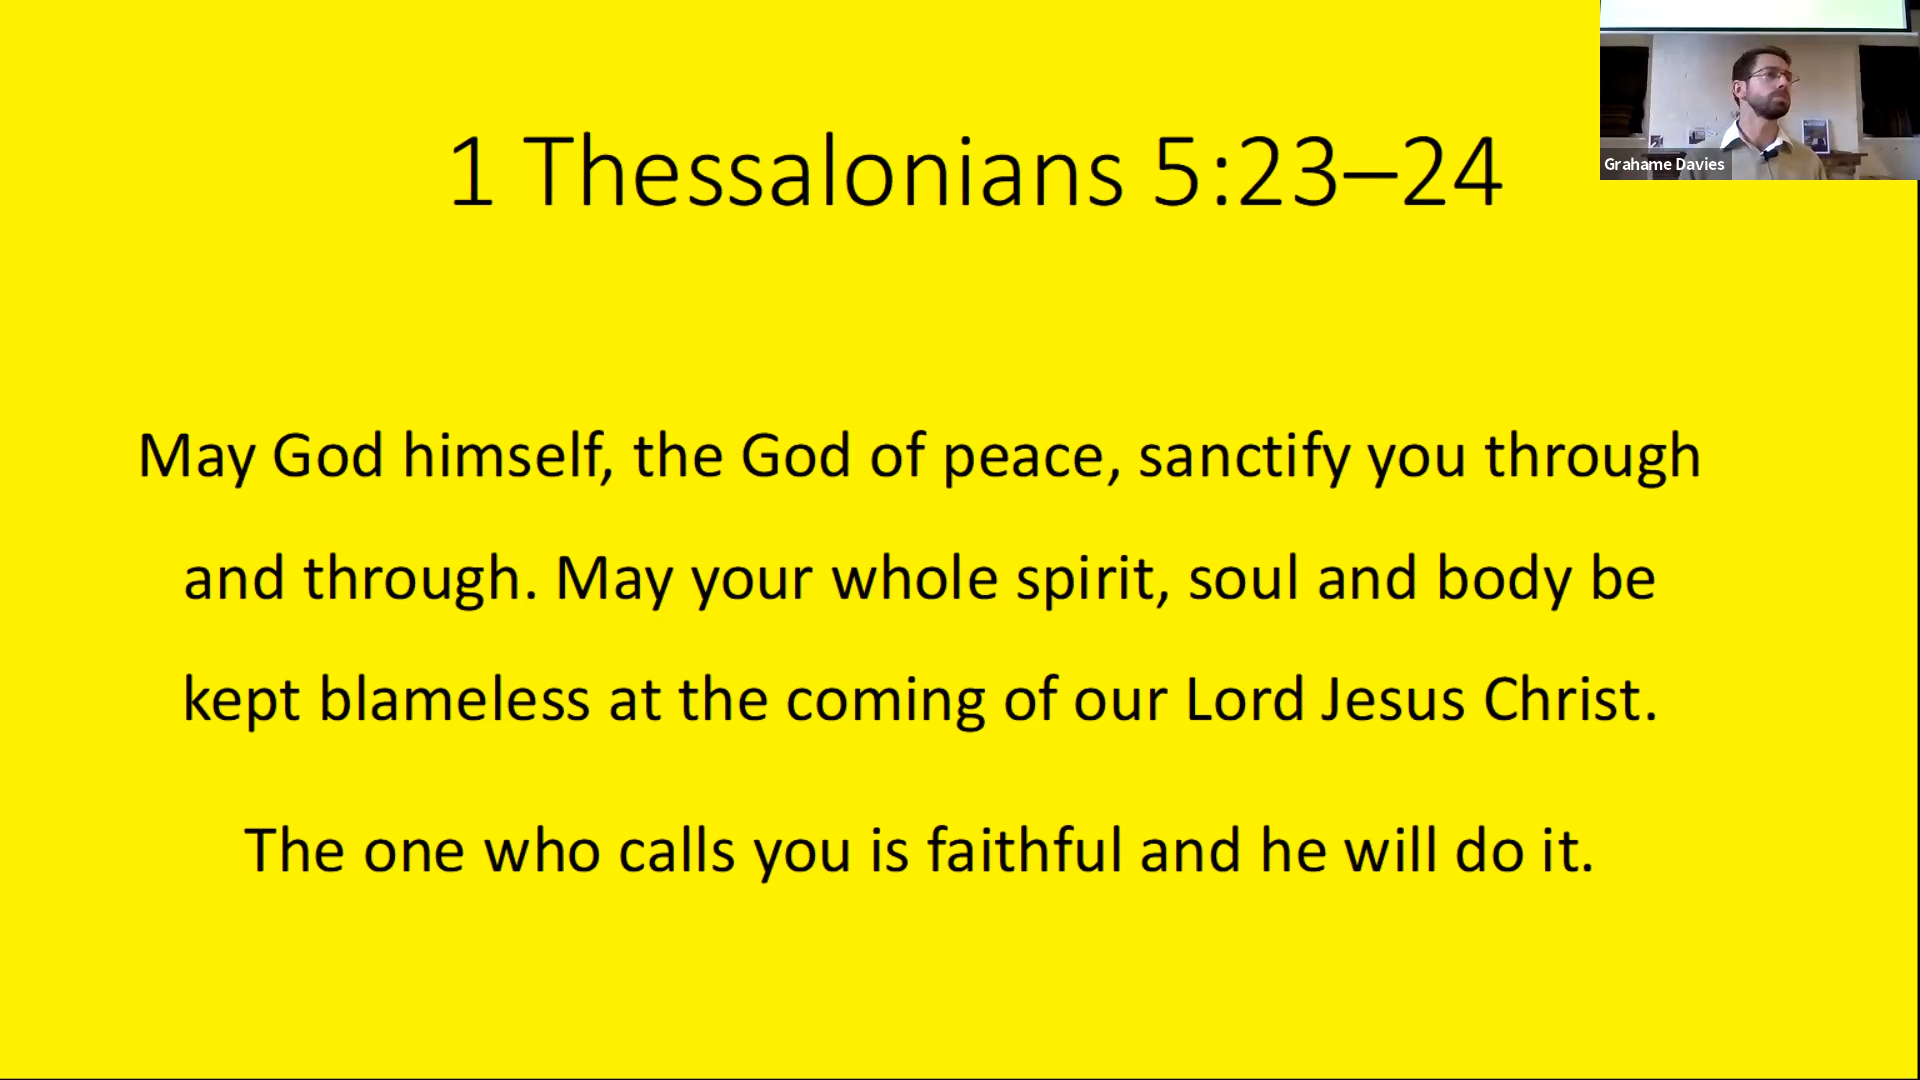 1 Thessalonians 5:23–24
Grahame Davies
May God himself, the God of peace, sanctify you through
and through. May your whole spirit, soul and body be
kept blameless at the coming of our Lord Jesus Christ.
The one who calls you is faithful and he will do it.